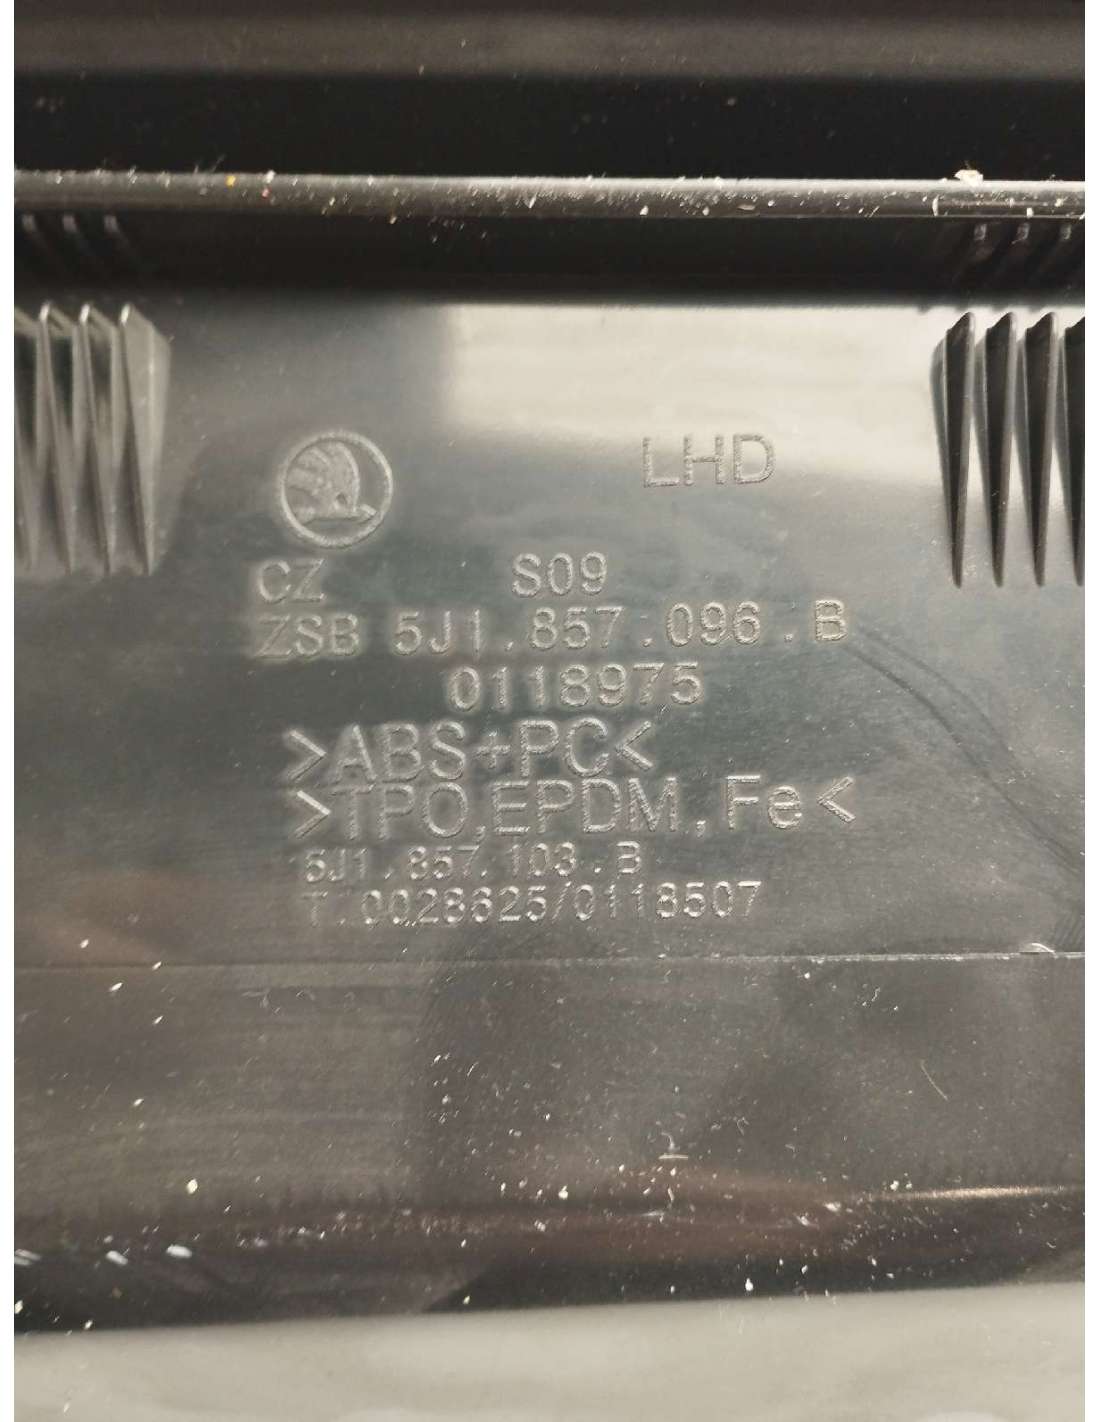 LHD
CZ S09
ZSB 5J1.857.096.B
0118975
>ABS+PC<
>TPO,EPDM,Fe<
5J1.857.103.B
T.0028625/0118507